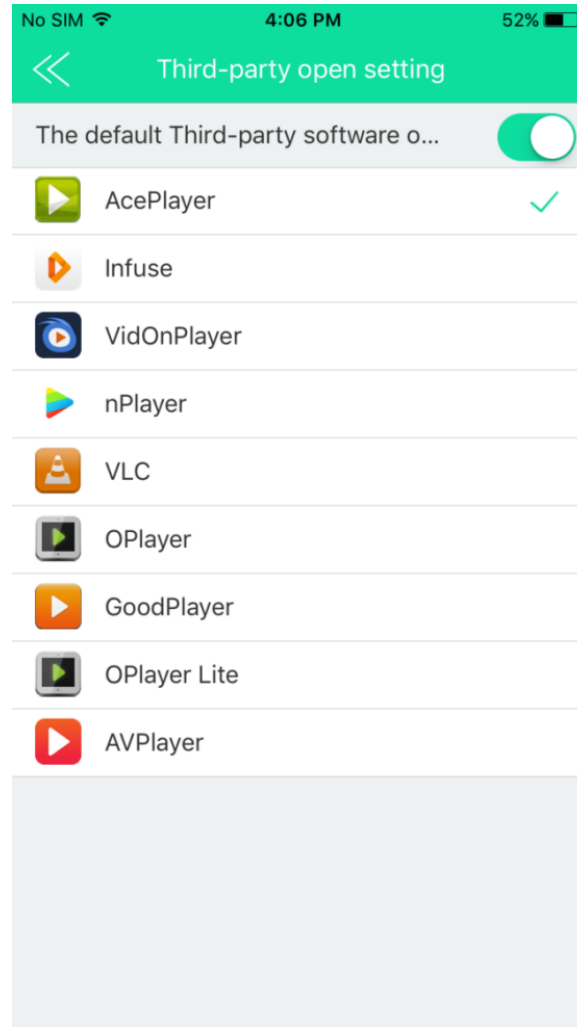 No SIM 4:06 PM 52%
Third-party open setting
The default Third-party software o...
AcePlayer
Infuse
VidOnPlayer
nPlayer
VLC
OPlayer
GoodPlayer
OPlayer Lite
AVPlayer